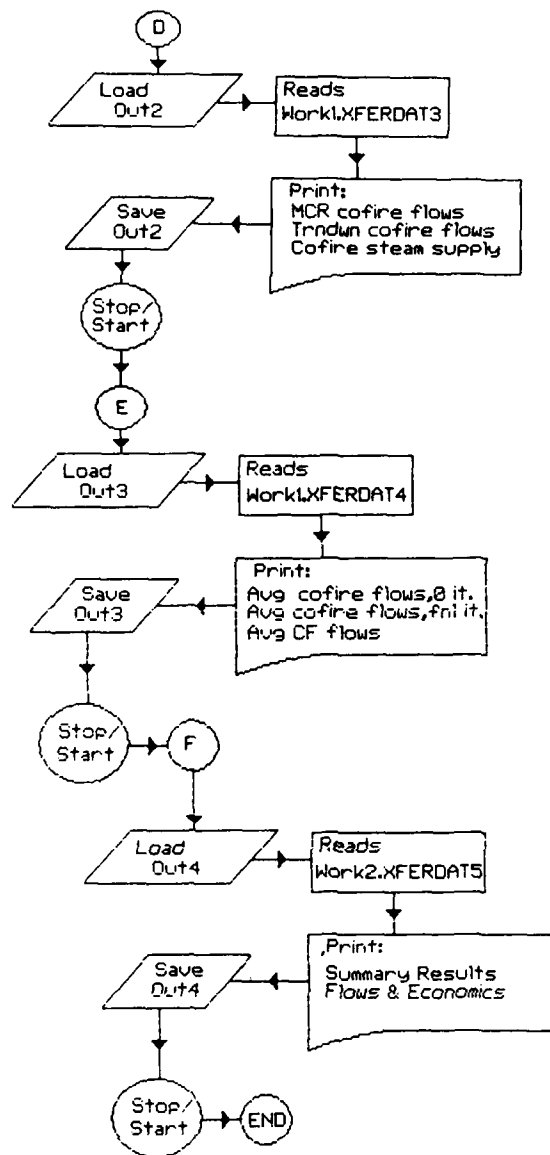 D
Load
Out2
Reads
Work1.XFERDAT3
Print:
MCR cofire flows
Trndwn cofire flows
Cofire steam supply
Save
Out2
Stop/
Start
E
Load
Out3
Reads
Work1.XFERDAT4
Print:
Avg cofire flows,0 it.
Avg cofire flows,fnl it.
Avg CF flows
Save
Out3
Stop/
Start
F
Load
Out4
Reads
Work2.XFERDAT5
,Print:
Summary Results
Flows & Economics
Save
Out4
Stop/
Start
END